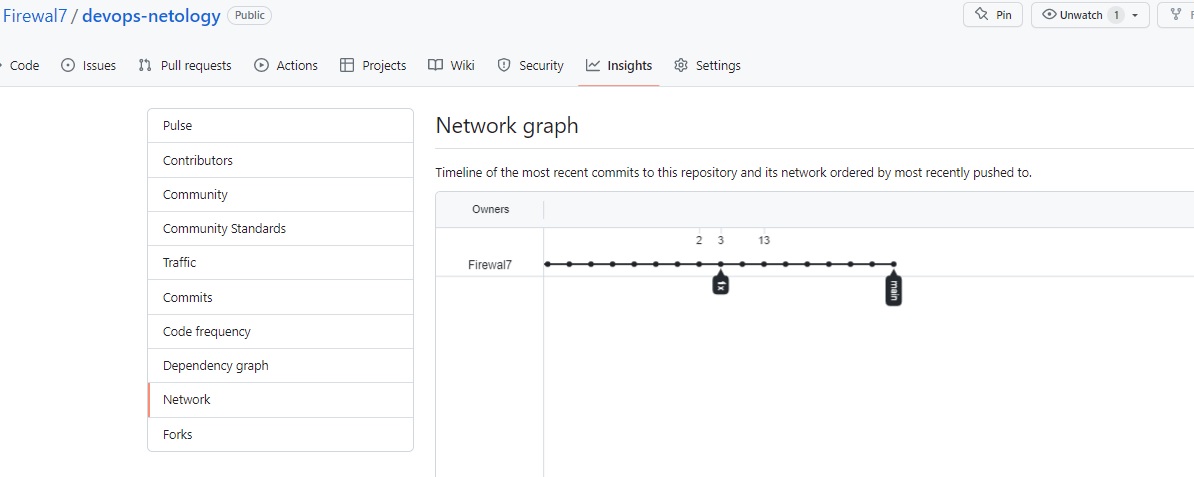 Firewal7 / devops-netology Public
Pin
Unwatch 1
Code Issues Pull requests Actions Projects Wiki Security Insights Settings
Pulse
Contributors
Community
Community Standards
Traffic
Commits
Code frequency
Dependency graph
Network
Forks
Network graph
Timeline of the most recent commits to this repository and its network ordered by most recently pushed to.
Owners
2 3 13
Firewal7
main